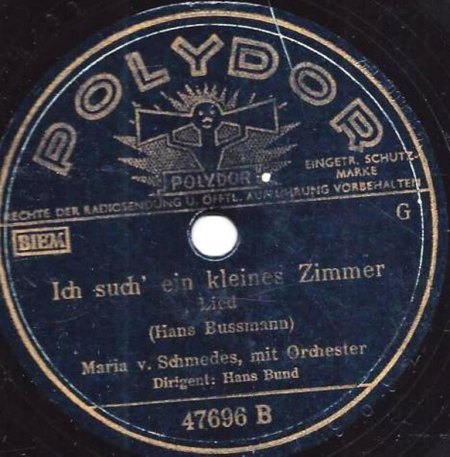 POLYDOR
POLYDOR
EINGETR. SCHUTZ-
MARKE
RECHTE DER RADIOSENDUNG U. ÖFFTL. AUFFÜHRUNG VORBEHALTEN
G
BIEM
Ich such' ein kleines Zimmer
Lied
(Hans Bussmann)
Maria v. Schmedes, mit Orchester
Dirigent: Hans Bund
47696 B